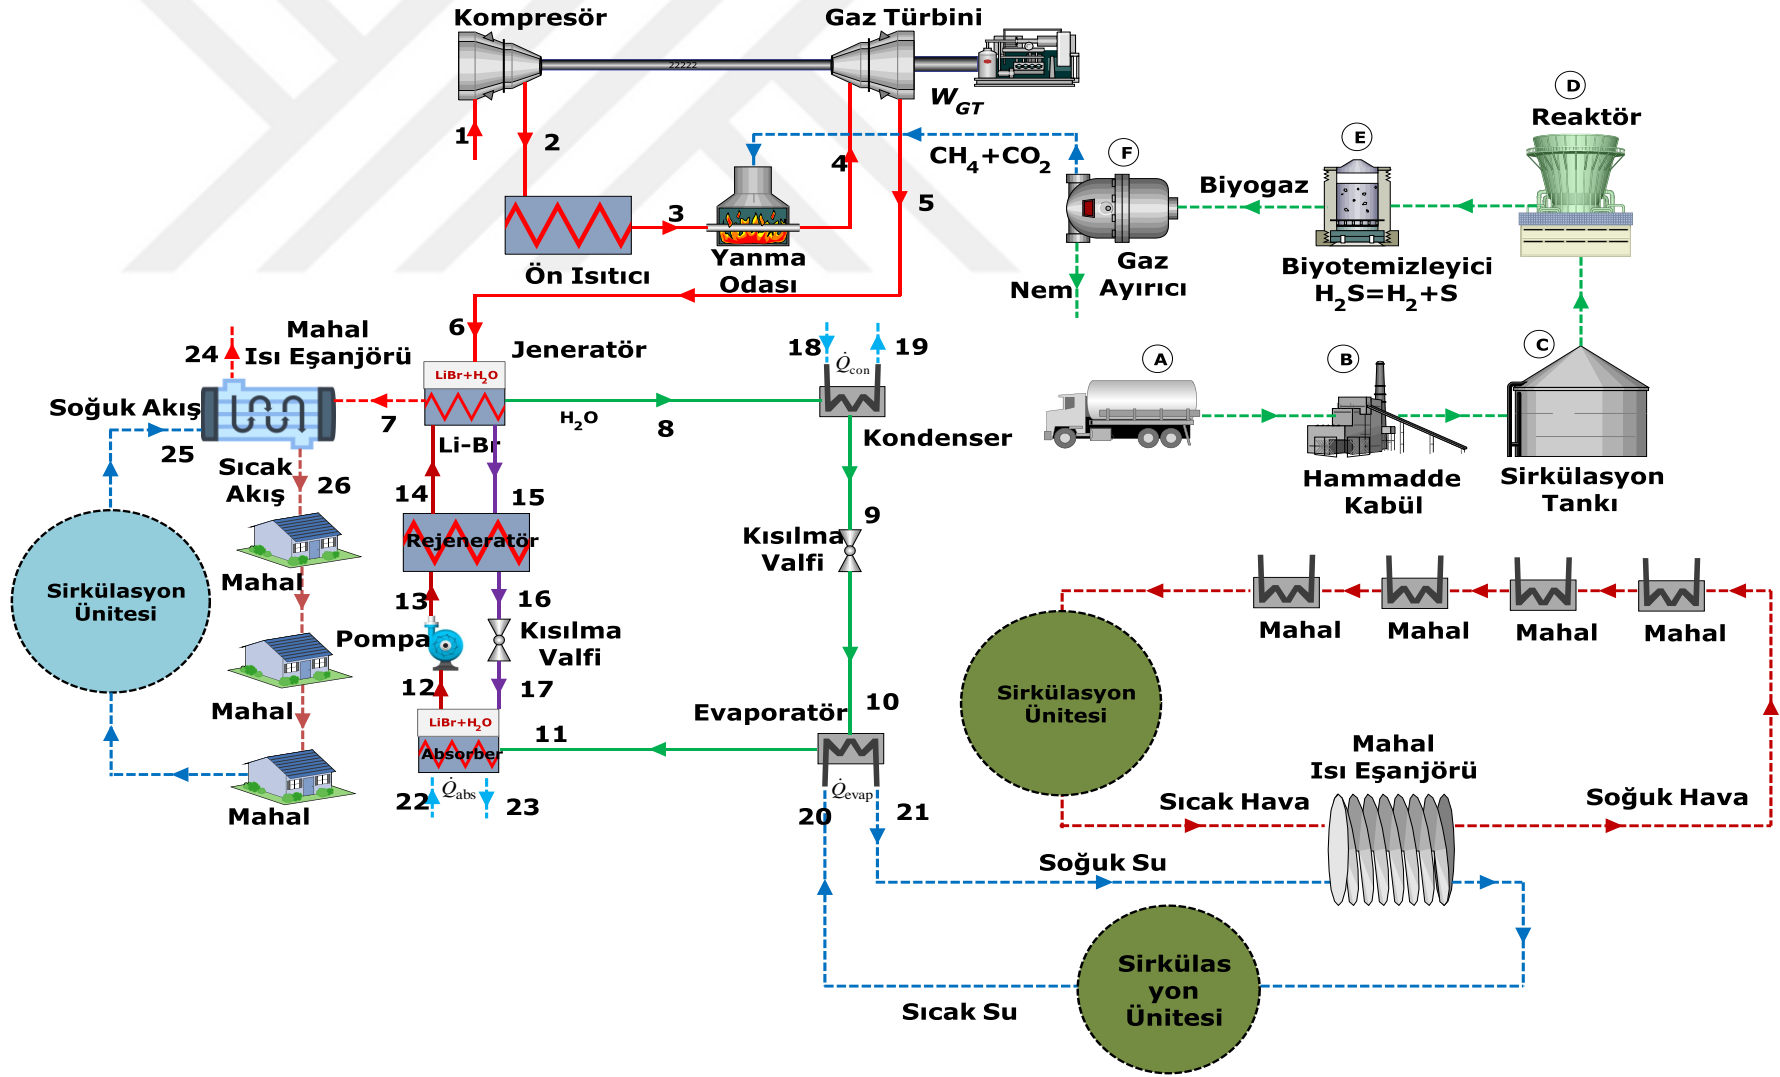 Kompresör
Gaz Türbini
22222
W_GT
1
2
3
4
5
CH4+CO2
Ön Isıtıcı
Yanma
Odası
F
Gaz
Ayırıcı
Nem
Biyogaz
E
Biyotemizleyici
H2S=H2+S
D
Reaktör
A
B
Hammadde
Kabül
C
Sirkülasyon
Tankı
6
Jeneratör
LiBr+H2O
Li-Br
24
Mahal
Isı Eşanjörü
Soğuk Akış
25
7
Sıcak
Akış
26
H2O
8
18
19
Q̇con
Kondenser
14
15
Rejeneratör
9
Kısılma
Valfi
13
16
Pompa
Kısılma
Valfi
12
17
LiBr+H2O
Absorber
11
Evaporatör
10
22
Q̇abs
23
20
Q̇evap
21
Sirkülasyon
Ünitesi
Mahal
Mahal
Mahal
Mahal
Mahal
Mahal
Mahal
Sirkülasyon
Ünitesi
Mahal
Isı Eşanjörü
Sıcak Hava
Soğuk Hava
Soğuk Su
Sirkülas
yon
Ünitesi
Sıcak Su